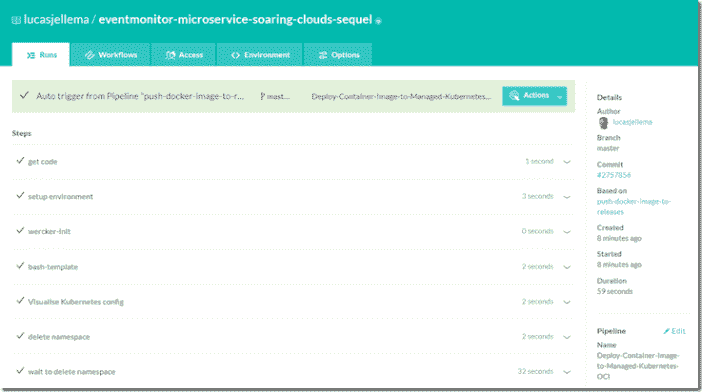 lucasjellema / eventmonitor-microservice-soaring-clouds-sequel
Runs
Workflows
Access
Environment
Options
Auto trigger from Pipeline "push-docker-image-to-r...
mast...
Deploy-Container-Image-to-Managed-Kubernetes...
Actions
Steps
get code
1 second
setup environment
3 seconds
wercker-init
0 seconds
bash-template
2 seconds
Visualise Kubernetes config
2 seconds
delete namespace
2 seconds
wait to delete namespace
32 seconds
Details
Author
lucasjellema
Branch
master
Commit
#2757856
Based on
push-docker-image-to-
releases
Created
8 minutes ago
Started
8 minutes ago
Duration
59 seconds
Pipeline
Edit
Name
Deploy-Container-Image-
to-Managed-Kubernetes-
OCI